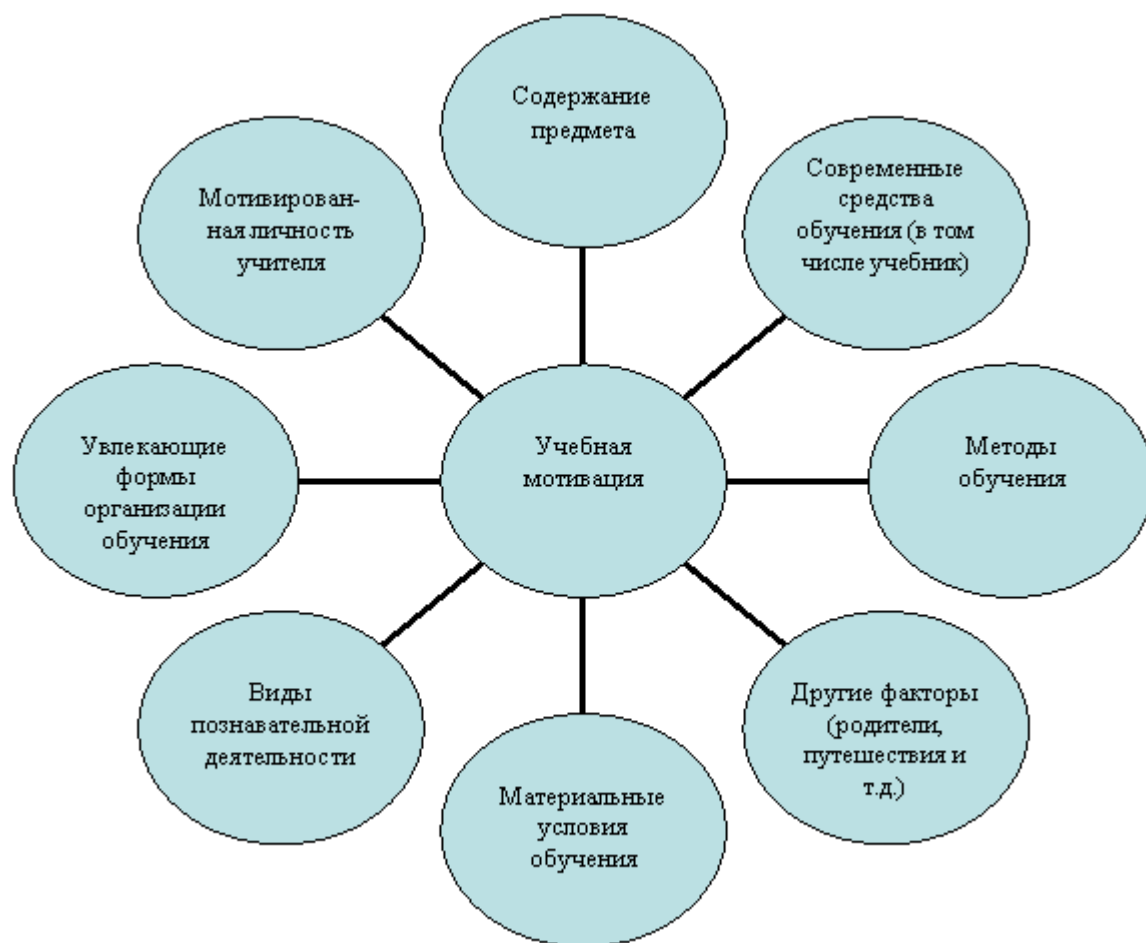 Содержание
предмета
Современные
средства
обучения (в том
числе учебник)
Методы
обучения
Другие факторы
(родители,
путешествия и
т.д.)
Материальные
условия
обучения
Виды
познавательной
деятельности
Увлекающие
формы
организации
обучения
Мотивирован-
ная личность
учителя
Учебная
мотивация